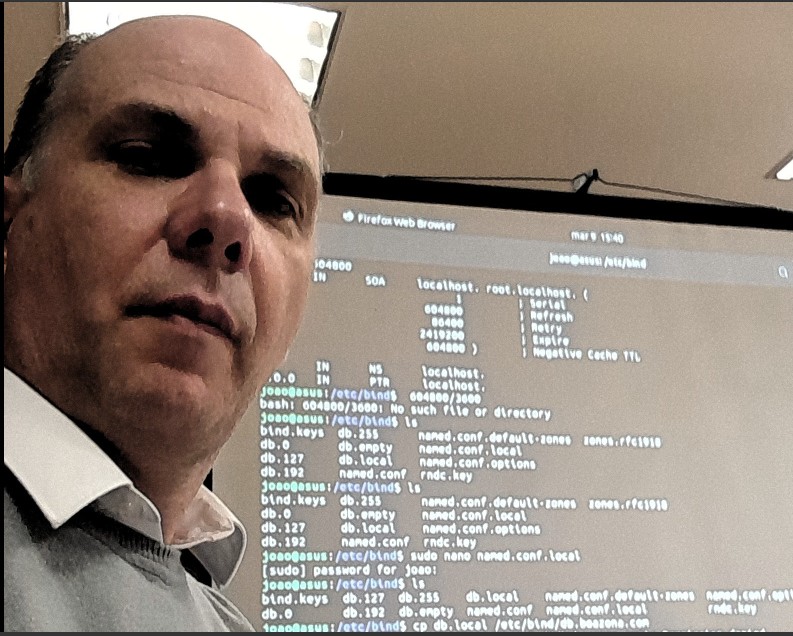 Firefox Web Browser
mar 9 15:40
joao@asus: /etc/bind
604800
IN SOA localhost. root.localhost. (
1 ; Serial
604800 ; Refresh
86400 ; Retry
2419200 ; Expire
604800 ) ; Negative Cache TTL
IN NS localhost.
.0.0 IN PTR localhost.
joao@asus:/etc/bind$ 604800/3600
bash: 604800/3600: No such file or directory
joao@asus:/etc/bind$ ls
bind.keys db.255 named.conf.default-zones zones.rfc1918
db.0 db.empty named.conf.local
db.127 db.local named.conf.options
db.192 named.conf rndc.key
joao@asus:/etc/bind$ ls
bind.keys db.255 named.conf.default-zones zones.rfc1918
db.0 db.empty named.conf.local
db.127 db.local named.conf.options
db.192 named.conf rndc.key
joao@asus:/etc/bind$ sudo nano named.conf.local
[sudo] password for joao:
joao@asus:/etc/bind$ ls
bind.keys db.127 db.255 db.local named.conf.default-zones named.conf.opti
db.0 db.192 db.empty named.conf named.conf.local rndc.key
joao@asus:/etc/bind$ cp db.local /etc/bind/db.boazona.com